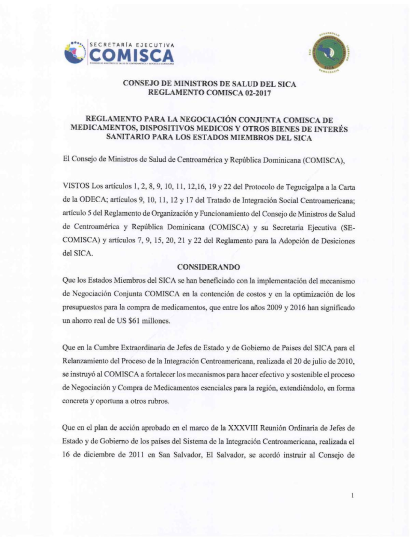 SECRETARÍA EJECUTIVA
COMISCA
CONSEJO DE MINISTROS DE SALUD DEL SICA
REGLAMENTO COMISCA 02-2017
REGLAMENTO PARA LA NEGOCIACIÓN CONJUNTA COMISCA DE
MEDICAMENTOS, DISPOSITIVOS MEDICOS Y OTROS BIENES DE INTERÉS
SANITARIO PARA LOS ESTADOS MIEMBROS DEL SICA
El Consejo de Ministros de Salud de Centroamérica y República Dominicana (COMISCA),
VISTOS Los artículos 1, 2, 8, 9, 10, 11, 12,16, 19 y 22 del Protocolo de Tegucigalpa a la Carta
de la ODECA; artículos 9, 10, 11, 12 y 17 del Tratado de Integración Social Centroamericana;
artículo 5 del Reglamento de Organización y Funcionamiento del Consejo de Ministros de Salud
de Centroamérica y República Dominicana (COMISCA) y su Secretaría Ejecutiva (SE-
COMISCA) y artículos 7, 9, 15, 20, 21 y 22 del Reglamento para la Adopción de Desiciones
del SICA.
CONSIDERANDO
Que los Estados Miembros del SICA se han beneficiado con la implementación del mecanismo
de Negociación Conjunta COMISCA en la contención de costos y en la optimización de los
presupuestos para la compra de medicamentos, que entre los años 2009 y 2016 han significado
un ahorro real de US $61 millones.
Que en la Cumbre Extraordinaria de Jefes de Estado y de Gobierno de Países del SICA para el
Relanzamiento del Proceso de la Integración Centroamericana, realizada el 20 de julio de 2010,
se instruyó al COMISCA a fortalecer los mecanismos para hacer efectivo y sostenible el proceso
de Negociación y Compra de Medicamentos esenciales para la región, extendiéndolo, en forma
concreta y oportuna a otros rubros.
Que en el plan de acción aprobado en el marco de la XXXVIII Reunión Ordinaria de Jefes de
Estado y de Gobierno de los países del Sistema de la Integración Centroamericana, realizada el
16 de diciembre de 2011 en San Salvador, El Salvador, se acordó instruir al Consejo de
1